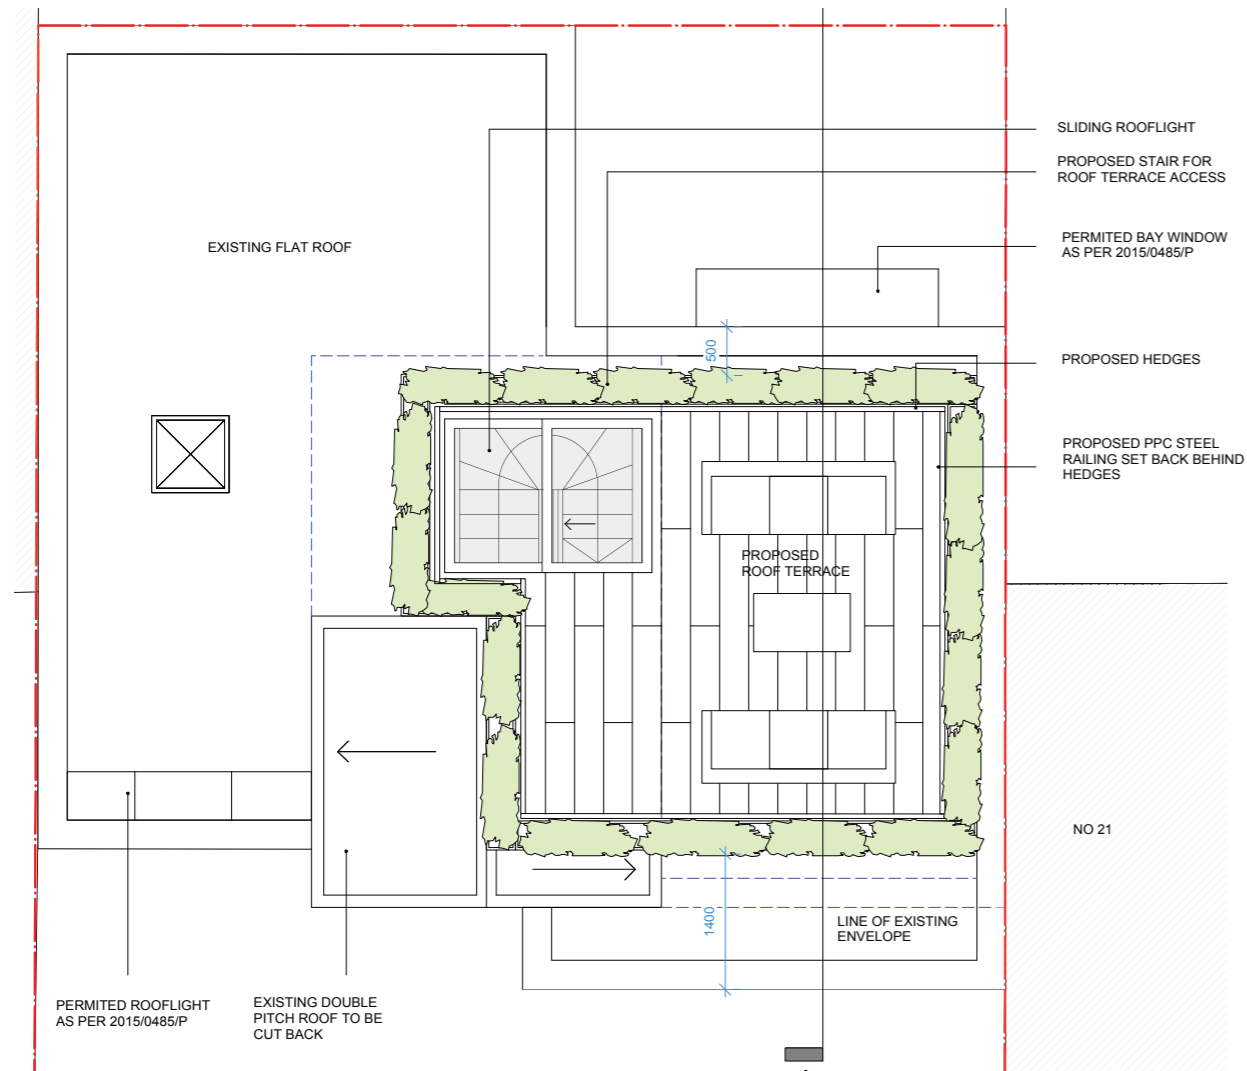 SLIDING ROOFLIGHT
PROPOSED STAIR FOR
ROOF TERRACE ACCESS
PERMITED BAY WINDOW
AS PER 2015/0485/P
EXISTING FLAT ROOF
500
PROPOSED HEDGES
PROPOSED PPC STEEL
RAILING SET BACK BEHIND
HEDGES
PROPOSED
ROOF TERRACE
NO 21
1400
LINE OF EXISTING
ENVELOPE
PERMITED ROOFLIGHT
AS PER 2015/0485/P
EXISTING DOUBLE
PITCH ROOF TO BE
CUT BACK